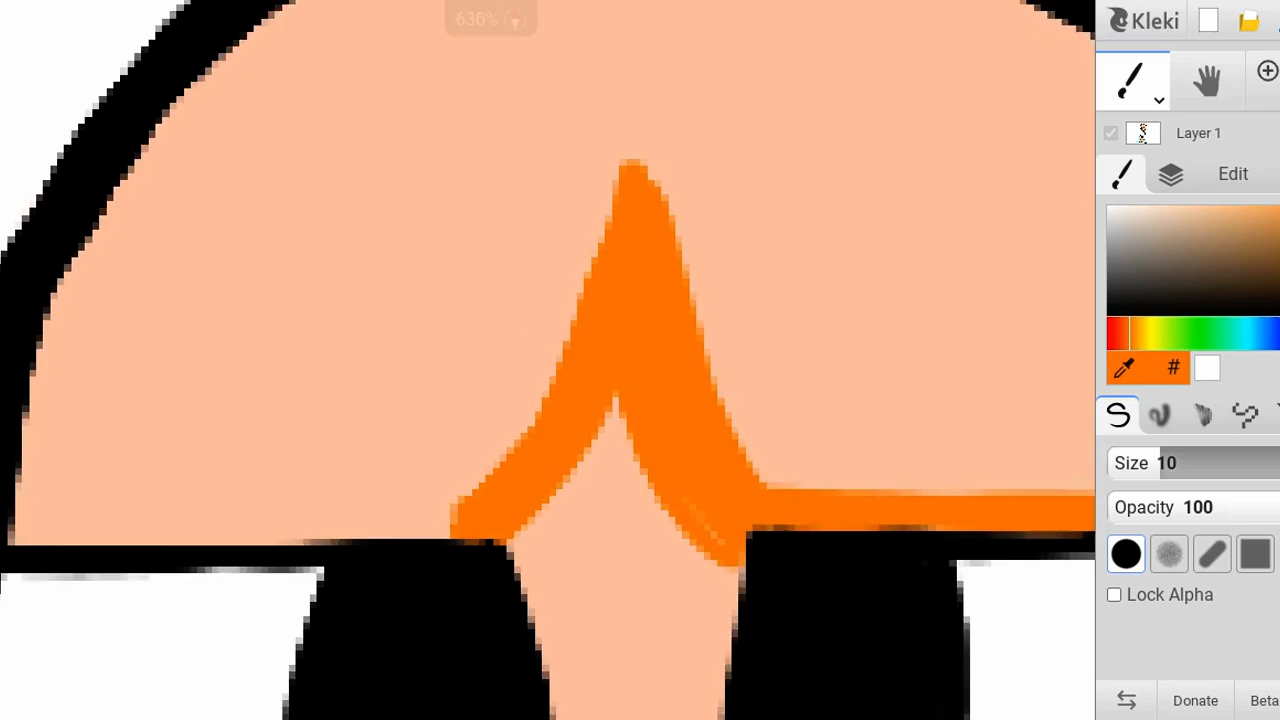 630%
Kleki
Layer 1
Edit
#
Size 10
Opacity 100
Lock Alpha
Donate
Beta